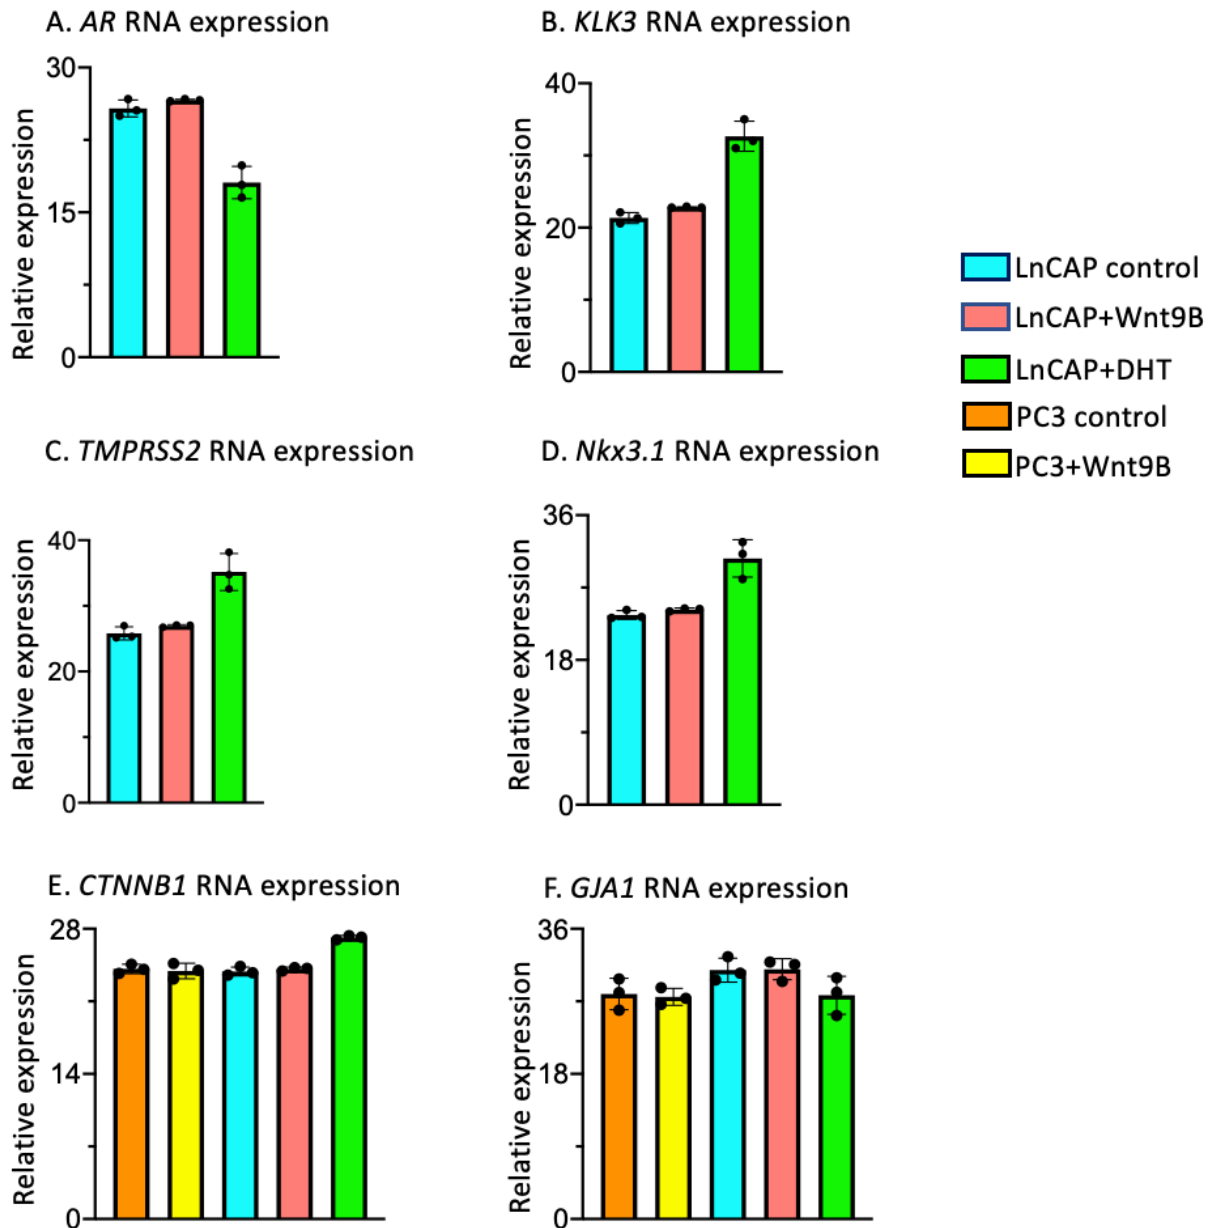 A. AR RNA expression
B. KLK3 RNA expression
30
15
0
Relative expression
40
20
0
Relative expression
LnCAP control
LnCAP+Wnt9B
LnCAP+DHT
PC3 control
PC3+Wnt9B
C. TMPRSS2 RNA expression
D. Nkx3.1 RNA expression
40
20
0
Relative expression
36
18
0
Relative expression
E. CTNNB1 RNA expression
F. GJA1 RNA expression
28
14
0
Relative expression
36
18
0
Relative expression